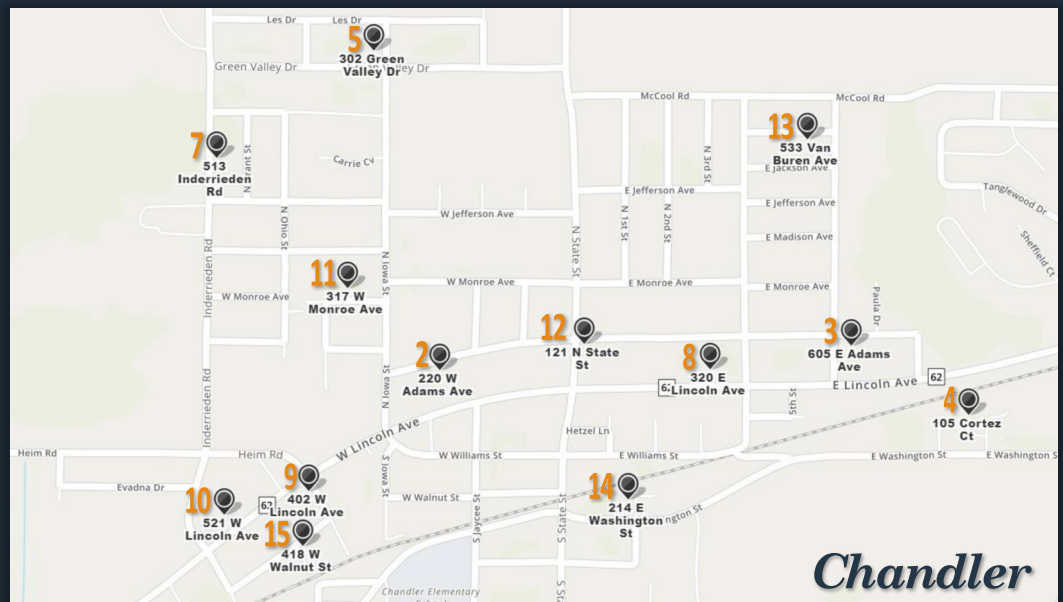 Les Dr
Les Dr
5
302 Green
Valley Dr
Green Valley Dr
McCool Rd
McCool Rd
13
533 Van
Buren Ave
7
513
Inderrieden
Rd
N 3rd St
Carrie Cv
E Jackson Ave
E Jefferson Ave
E Jefferson Ave
W Jefferson Ave
Tanglewood Dr
N Ohio St
N 1st St
N 2nd St
N State St
E Madison Ave
Sheffield Ct
Inderrieden Rd
N Iowa St
11
317 W
Monroe Ave
W Monroe Ave
W Monroe Ave
E Monroe Ave
E Monroe Ave
Paula Dr
12
121 N State
St
3
605 E Adams
Ave
2
220 W
Adams Ave
8
320 E
Lincoln Ave
62
E Lincoln Ave
62
N Iowa St
Inderrieden Rd
5th St
4
105 Cortez
Ct
W Lincoln Ave
Hetzel Ln
Heim Rd
Heim Rd
W Williams St
E Williams St
E Washington St
E Washington S
S Iowa St
9
402 W
Lincoln Ave
Evadna Dr
10
521 W
Lincoln Ave
62
W Walnut St
14
214 E
Washington
St
ngton St
15
418 W
Walnut St
S Jaycee St
S State St
Chandler
Chandler Elementary